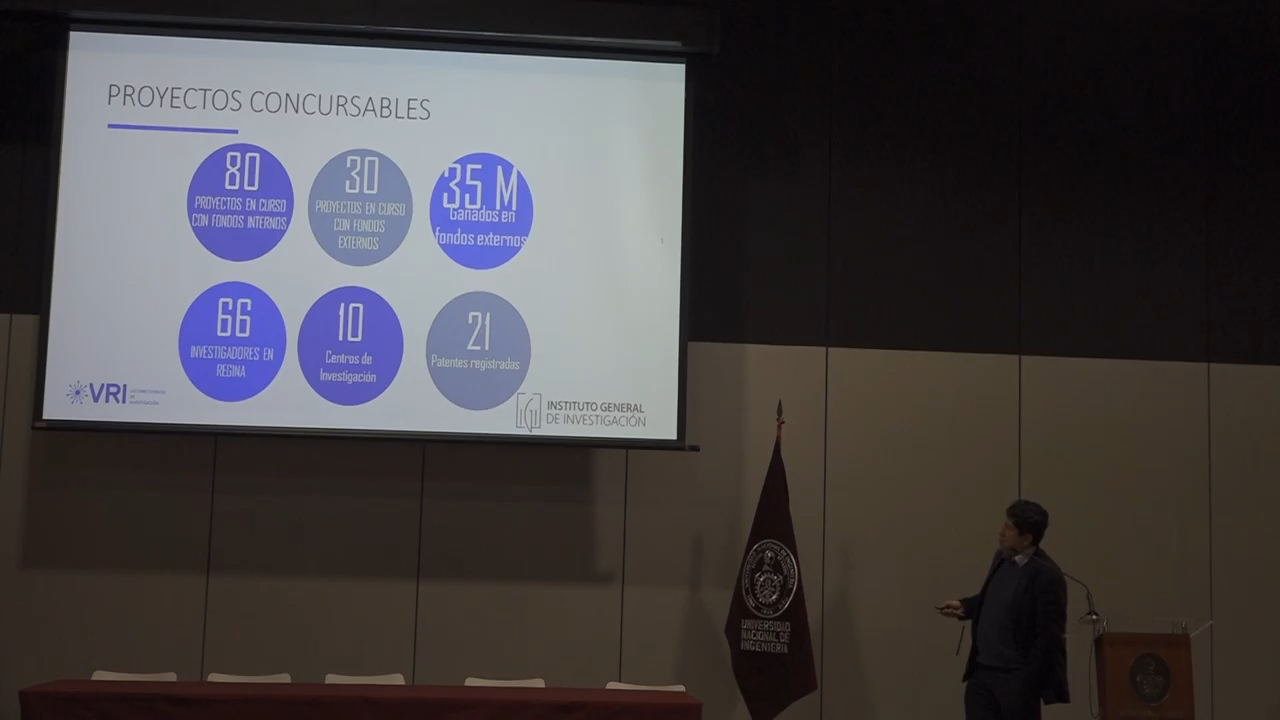 PROYECTOS CONCURSABLES
80
PROYECTOS EN CURSO
CON FONDOS INTERNOS
30
PROYECTOS EN CURSO
CON FONDOS
EXTERNOS
35 M
Ganados en
fondos externos
1
66
INVESTIGADORES EN
REGINA
10
Centros de
Investigación
21
Patentes registradas
VRI
INSTITUTO GENERAL
DE INVESTIGACIÓN
UNIVERSIDAD
NACIONAL DE
INGENIERIA